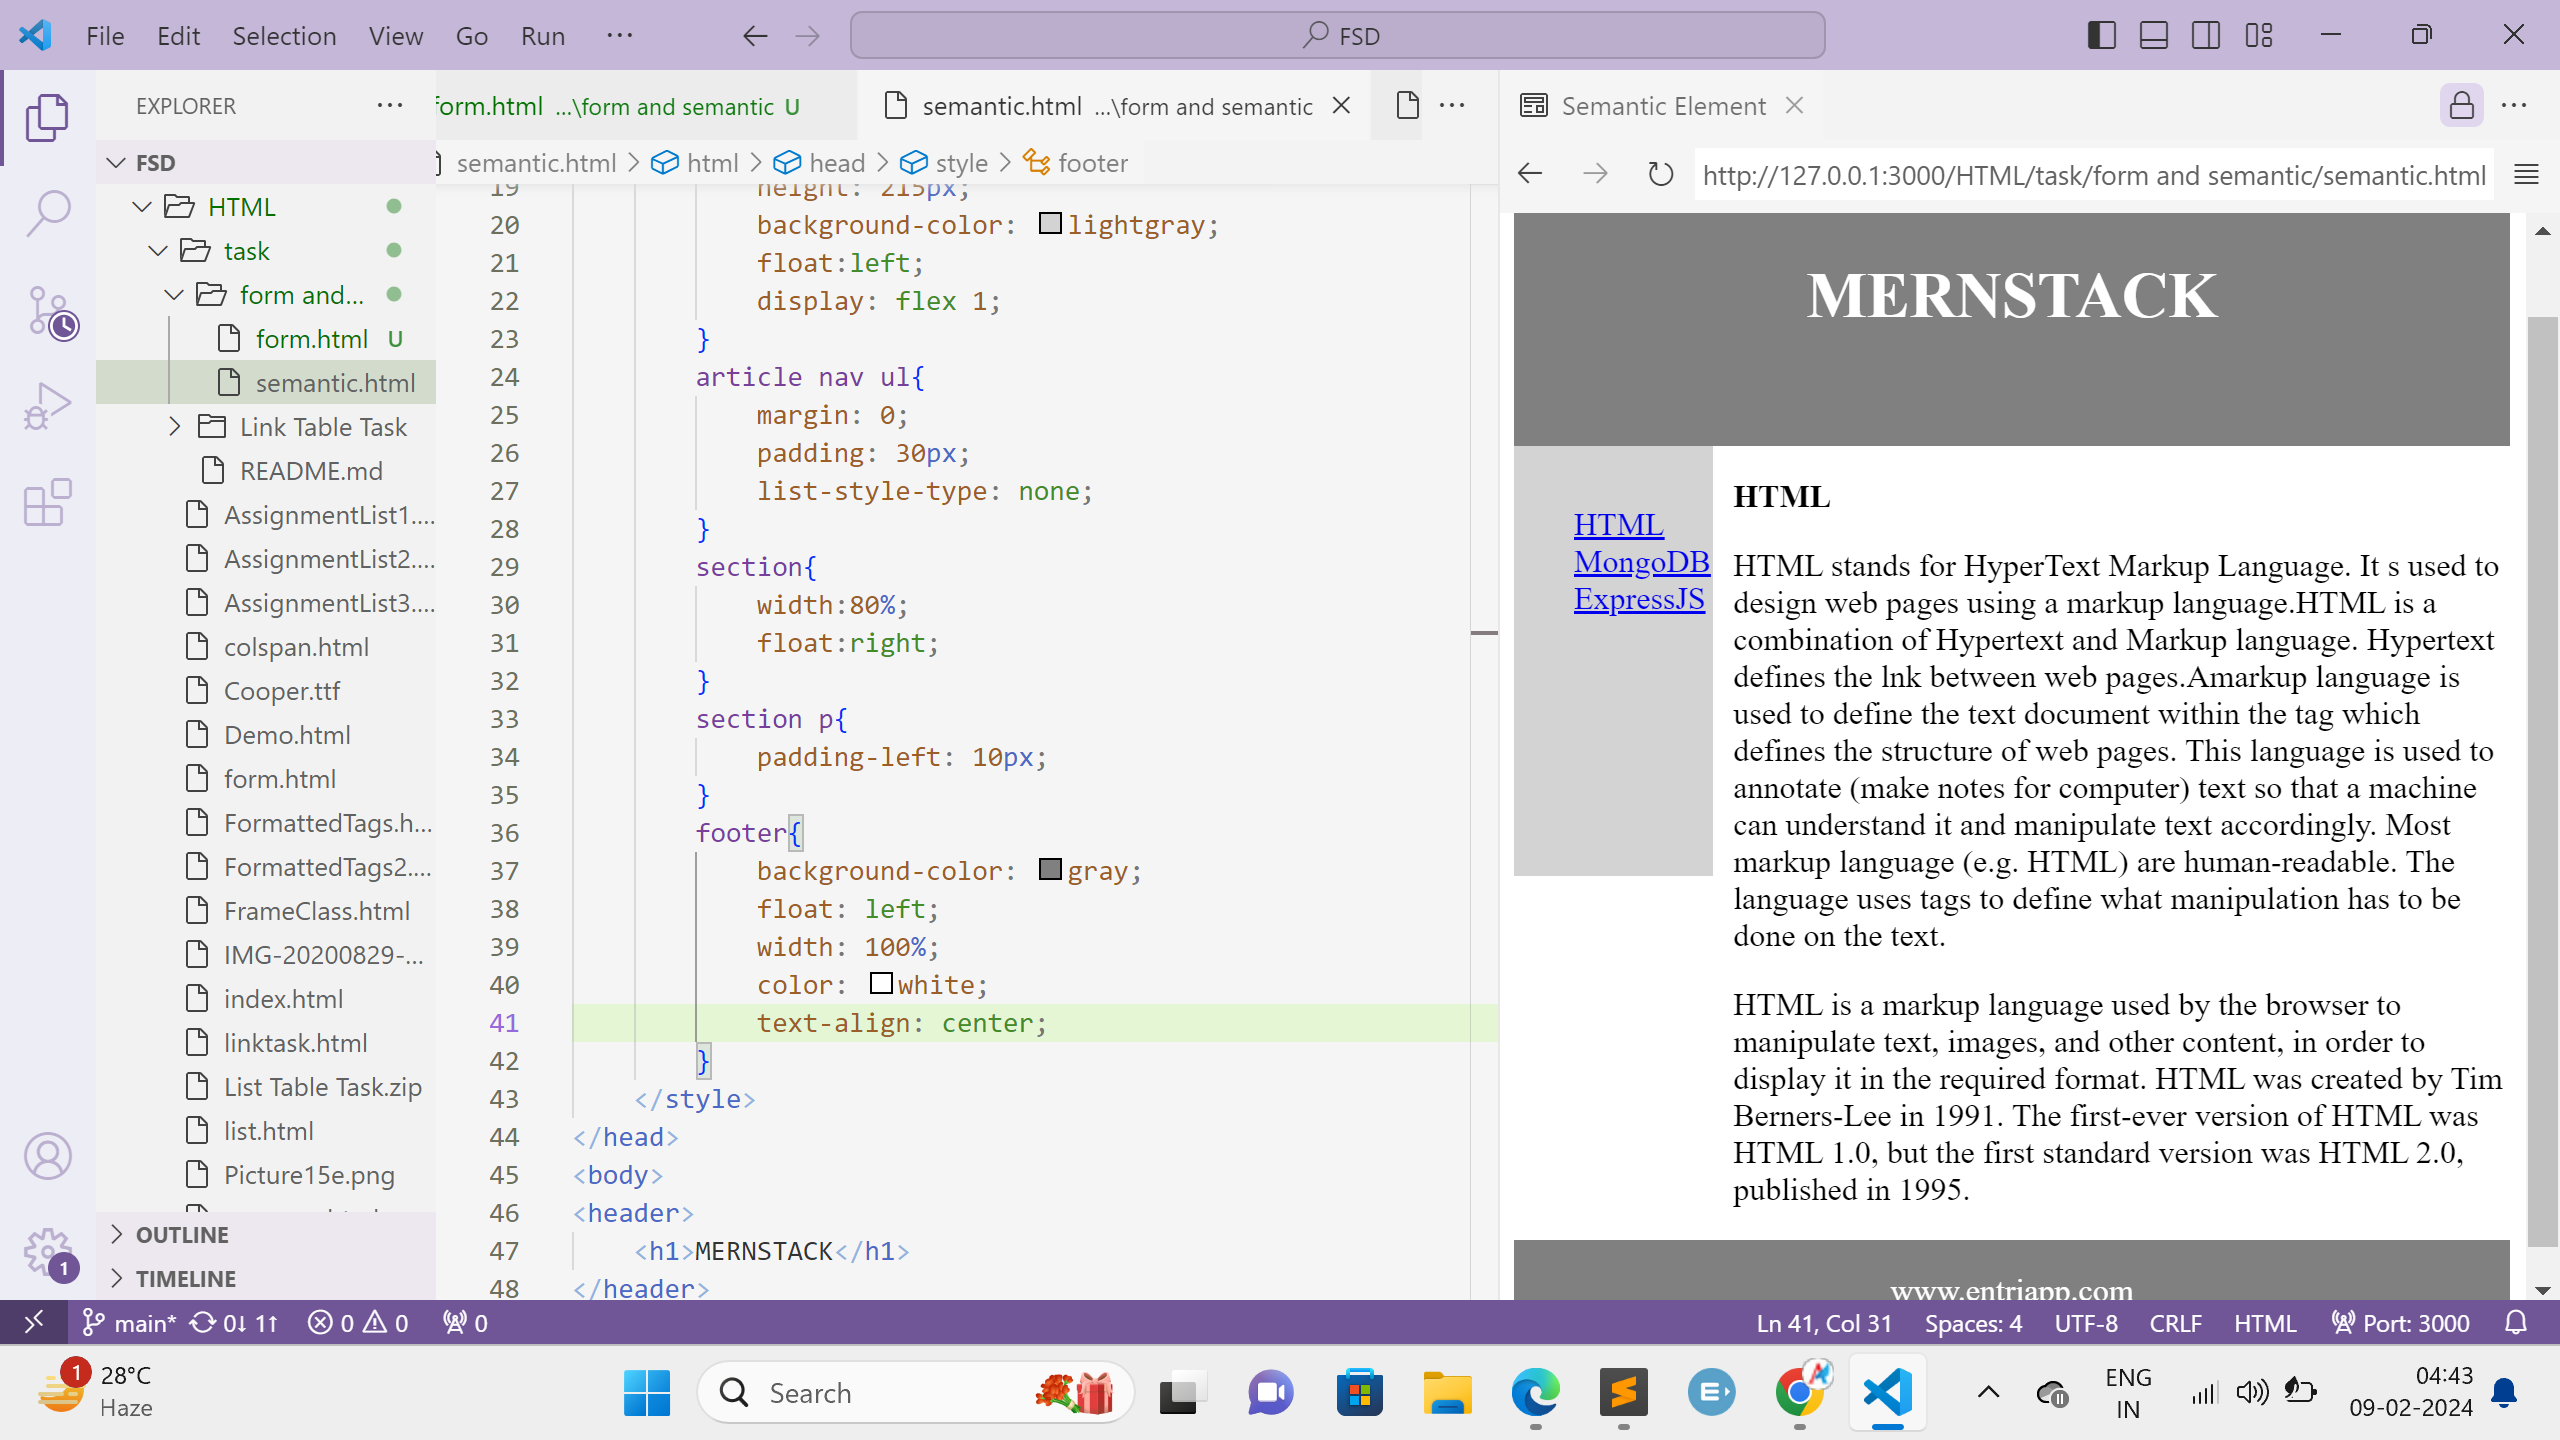 File Edit Selection View Go Run ···
FSD
EXPLORER
form.html ...\form and semantic U
semantic.html ...\form and semantic
Semantic Element
FSD
semantic.html > html > head > style > footer
http://127.0.0.1:3000/HTML/task/form and semantic/semantic.html
HTML
task
form and...
form.html U
semantic.html
Link Table Task
README.md
AssignmentList1....
AssignmentList2....
AssignmentList3....
colspan.html
Cooper.ttf
Demo.html
form.html
FormattedTags.h...
FormattedTags2....
FrameClass.html
IMG-20200829-...
index.html
linktask.html
List Table Task.zip
list.html
Picture15e.png
OUTLINE
TIMELINE
19 height: 215px;
20 background-color: lightgray;
21 float:left;
22 display: flex 1;
23 }
24 article nav ul{
25 margin: 0;
26 padding: 30px;
27 list-style-type: none;
28 }
29 section{
30 width:80%;
31 float:right;
32 }
33 section p{
34 padding-left: 10px;
35 }
36 footer{
37 background-color: gray;
38 float: left;
39 width: 100%;
40 color: white;
41 text-align: center;
42 }
43 </style>
44 </head>
45 <body>
46 <header>
47 <h1>MERNSTACK</h1>
48 </header>
MERNSTACK
HTML
MongoDB
ExpressJS
HTML
HTML stands for HyperText Markup Language. It s used to
design web pages using a markup language.HTML is a
combination of Hypertext and Markup language. Hypertext
defines the lnk between web pages.Amarkup language is
used to define the text document within the tag which
defines the structure of web pages. This language is used to
annotate (make notes for computer) text so that a machine
can understand it and manipulate text accordingly. Most
markup language (e.g. HTML) are human-readable. The
language uses tags to define what manipulation has to be
done on the text.
HTML is a markup language used by the browser to
manipulate text, images, and other content, in order to
display it in the required format. HTML was created by Tim
Berners-Lee in 1991. The first-ever version of HTML was
HTML 1.0, but the first standard version was HTML 2.0,
published in 1995.
www.entriapp.com
1
main* 0↓ 1↑ 0 0 0
Ln 41, Col 31 Spaces: 4 UTF-8 CRLF HTML Port: 3000
1
28°C
Haze
Search
ENG
IN
04:43
09-02-2024